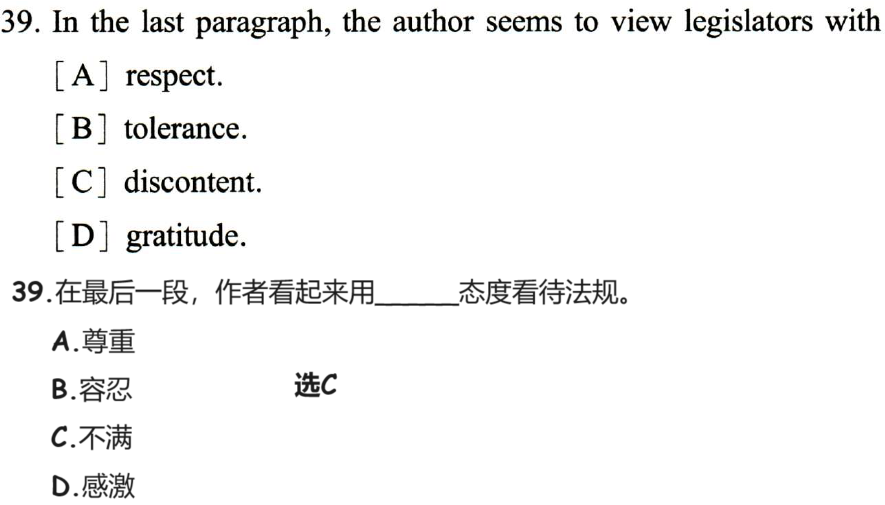 39. In the last paragraph, the author seems to view legislators with
[A] respect.
[B] tolerance.
[C] discontent.
[D] gratitude.
39.在最后一段，作者看起来用______态度看待法规。
A.尊重
B.容忍
选C
C.不满
D.感激